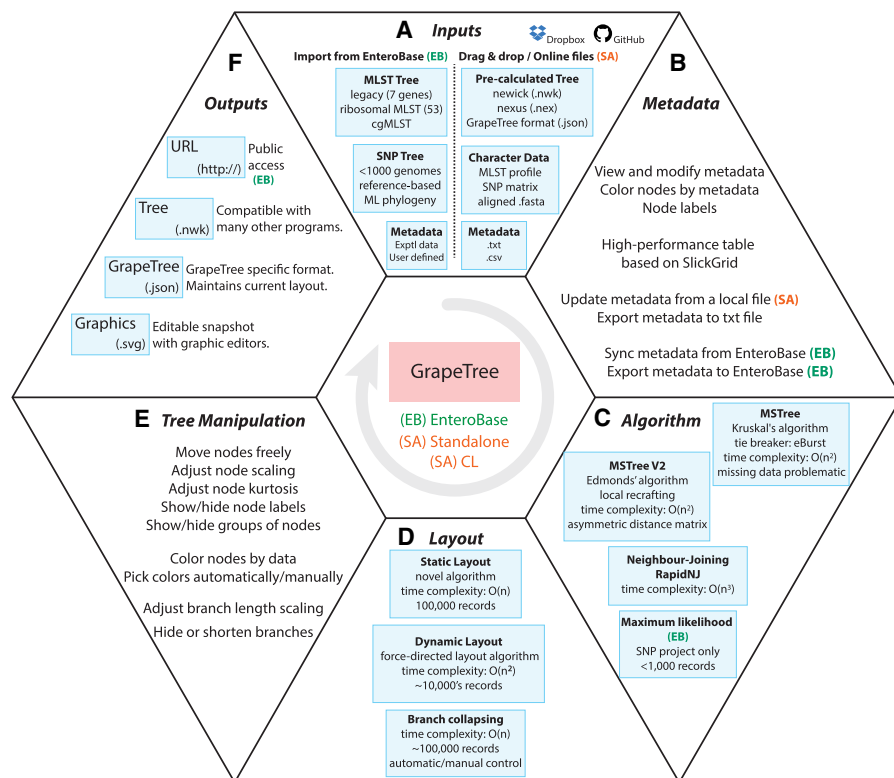 A Inputs
Dropbox
GitHub
Import from EnteroBase (EB)
Drag & drop / Online files (SA)
MLST Tree
legacy (7 genes)
ribosomal MLST (53)
cgMLST
SNP Tree
<1000 genomes
reference-based
ML phylogeny
Metadata
Exptl data
User defined
Pre-calculated Tree
newick (.nwk)
nexus (.nex)
GrapeTree format (.json)
Character Data
MLST profile
SNP matrix
aligned .fasta
Metadata
.txt
.csv
B
Metadata
View and modify metadata
Color nodes by metadata
Node labels
High-performance table
based on SlickGrid
Update metadata from a local file (SA)
Export metadata to txt file
Sync metadata from EnteroBase (EB)
Export metadata to EnteroBase (EB)
C Algorithm
MSTree
Kruskal's algorithm
tie breaker: eBurst
time complexity: O(n²)
missing data problematic
MSTree V2
Edmonds' algorithm
local recrafting
time complexity: O(n²)
asymmetric distance matrix
Neighbour-Joining
RapidNJ
time complexity: O(n³)
Maximum likelihood
(EB)
SNP project only
<1,000 records
D Layout
Static Layout
novel algorithm
time complexity: O(n)
100,000 records
Dynamic Layout
force-directed layout algorithm
time complexity: O(n²)
~10,000's records
Branch collapsing
time complexity: O(n)
~100,000 records
automatic/manual control
E Tree Manipulation
Move nodes freely
Adjust node scaling
Adjust node kurtosis
Show/hide node labels
Show/hide groups of nodes
Color nodes by data
Pick colors automatically/manually
Adjust branch length scaling
Hide or shorten branches
F
Outputs
URL
(http://)
Public
access
(EB)
Tree
(.nwk)
Compatible with
many other programs.
GrapeTree
(.json)
GrapeTree specific format.
Maintains current layout.
Graphics
(.svg)
Editable snapshot
with graphic editors.
GrapeTree
(EB) EnteroBase
(SA) Standalone
(SA) CL